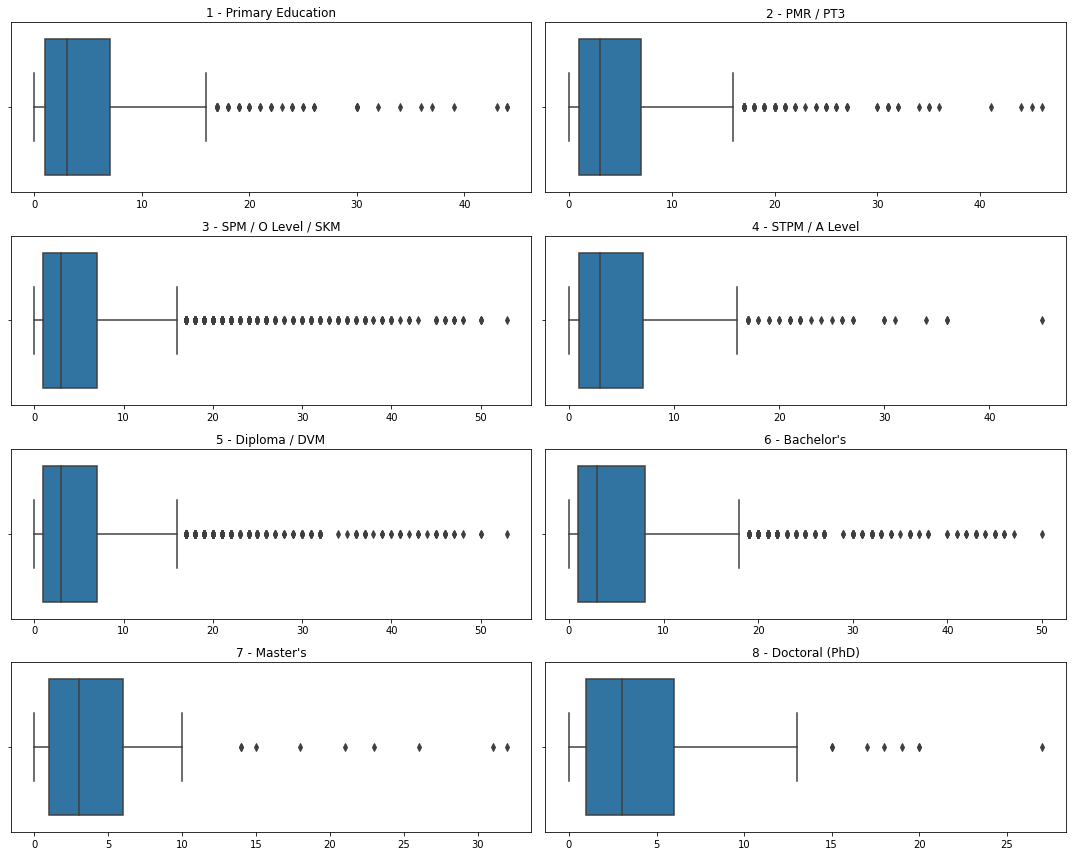 1 - Primary Education
0 10 20 30 40
2 - PMR / PT3
0 10 20 30 40
3 - SPM / O Level / SKM
0 10 20 30 40 50
4 - STPM / A Level
0 10 20 30 40
5 - Diploma / DVM
0 10 20 30 40 50
6 - Bachelor's
0 10 20 30 40 50
7 - Master's
0 5 10 15 20 25 30
8 - Doctoral (PhD)
0 5 10 15 20 25